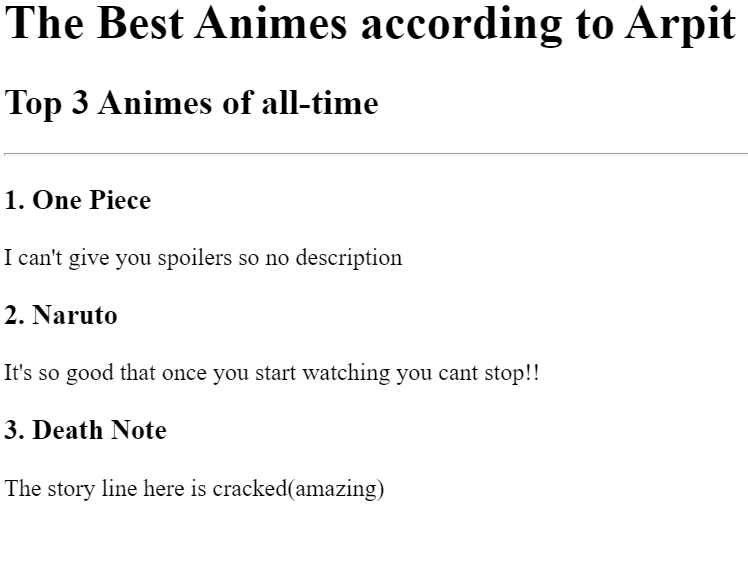 The Best Animes according to Arpit
Top 3 Animes of all-time
1. One Piece
I can't give you spoilers so no description
2. Naruto
It's so good that once you start watching you cant stop!!
3. Death Note
The story line here is cracked(amazing)